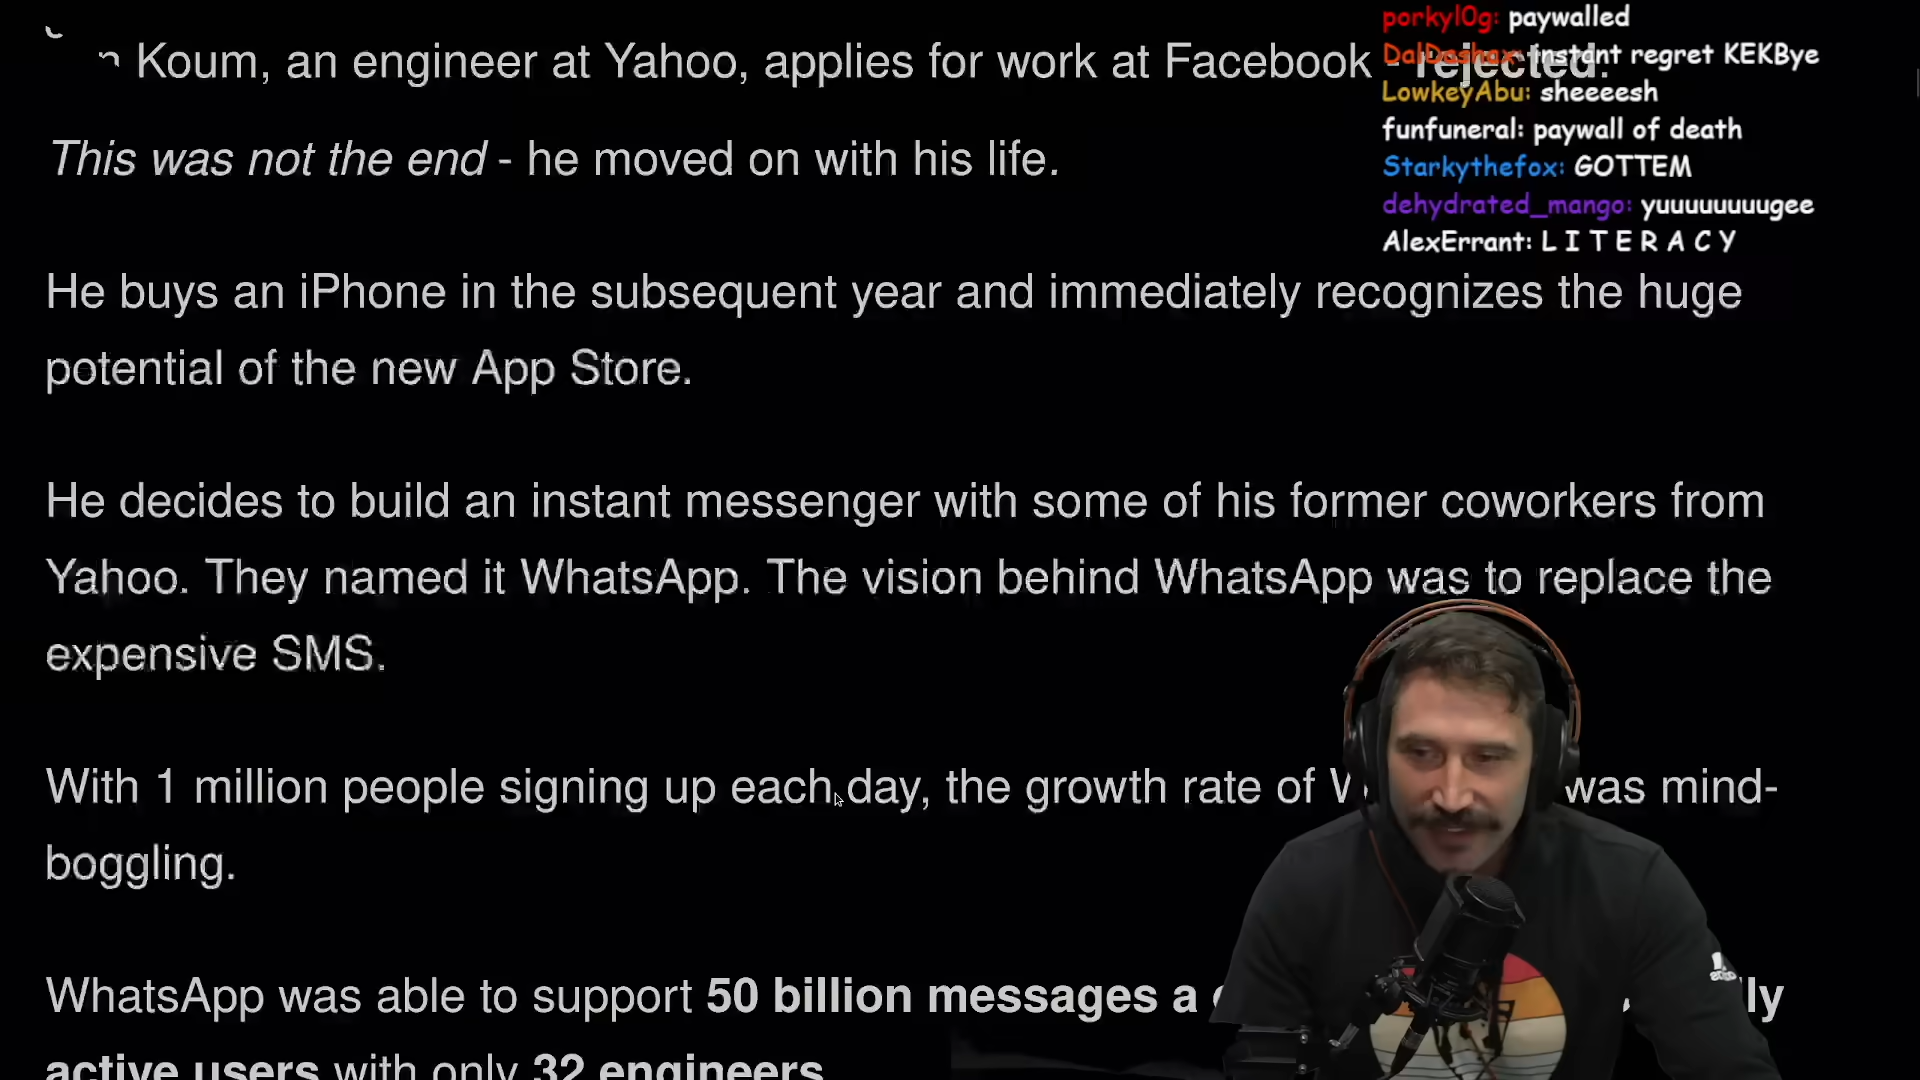 Koum, an engineer at Yahoo, applies for work at Facebook - rejected.
This was not the end - he moved on with his life.
He buys an iPhone in the subsequent year and immediately recognizes the huge
potential of the new App Store.
He decides to build an instant messenger with some of his former coworkers from
Yahoo. They named it WhatsApp. The vision behind WhatsApp was to replace the
expensive SMS.
With 1 million people signing up each day, the growth rate of was mind-
boggling.
WhatsApp was able to support 50 billion messages a
active users with only 32 engineers
porkyl0g: paywalled
DalDashax: instant regret KEKBye
LowkeyAbu: sheeeesh
funfuneral: paywall of death
Starkythefox: GOTTEM
dehydrated_mango: yuuuuuuuugee
AlexErrant: L I T E R A C Y